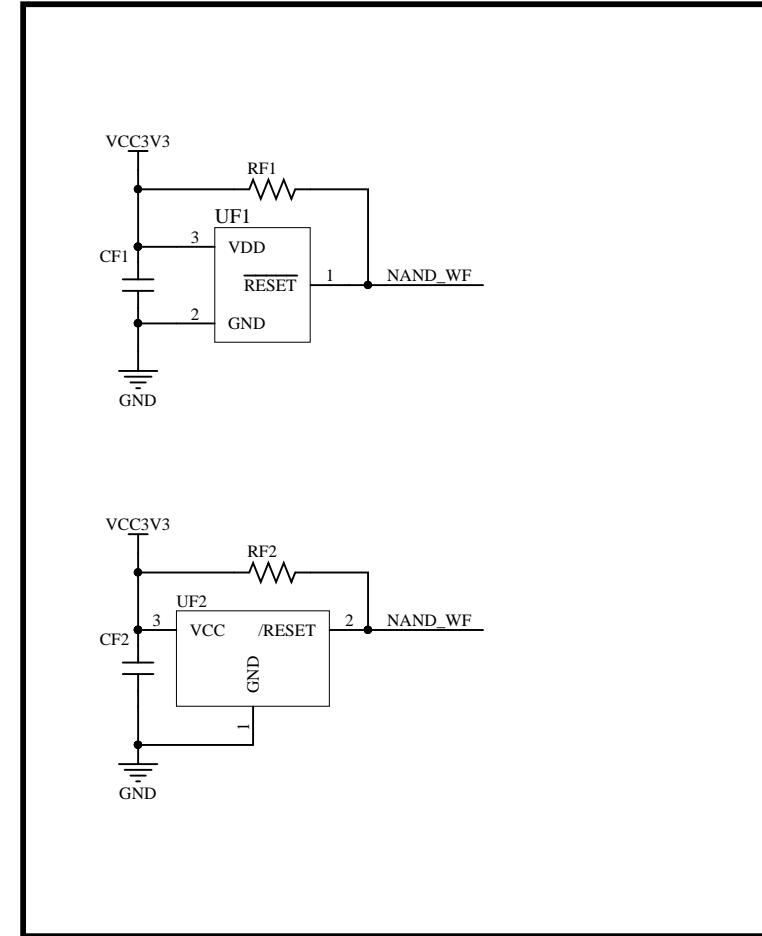 VCC3V3
RF1
UF1
3 VDD
CF1
RESET 1 NAND_WF
2 GND
GND
VCC3V3
RF2
UF2
3 VCC /RESET 2 NAND_WF
CF2
GND
1
GND